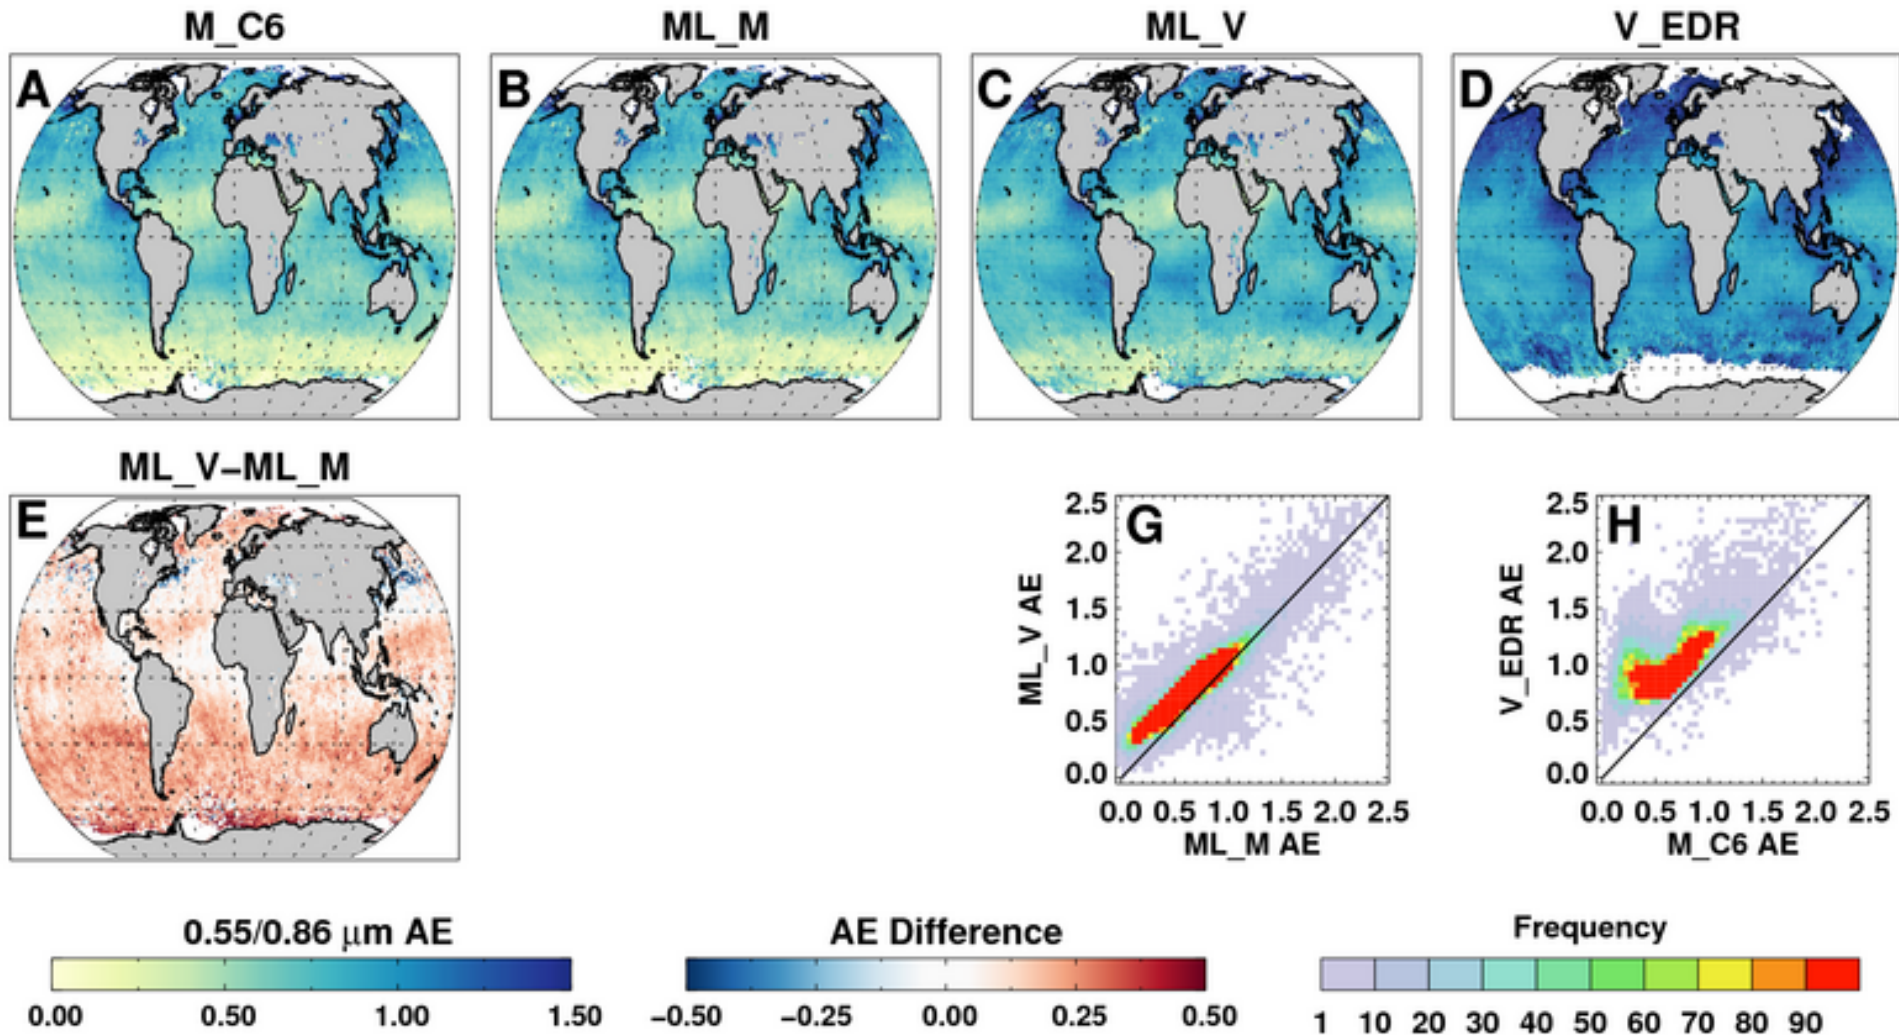 M_C6 ML_M ML_V V_EDR
A B C D
ML_V–ML_M
E G H
2.5 2.5
2.0 2.0
1.5 1.5
1.0 1.0
0.5 0.5
0.0 0.0
ML_V AE V_EDR AE
0.0 0.5 1.0 1.5 2.0 2.5 0.0 0.5 1.0 1.5 2.0 2.5
ML_M AE M_C6 AE
0.55/0.86 μm AE AE Difference Frequency
0.00 0.50 1.00 1.50 −0.50 −0.25 0.00 0.25 0.50 1 10 20 30 40 50 60 70 80 90